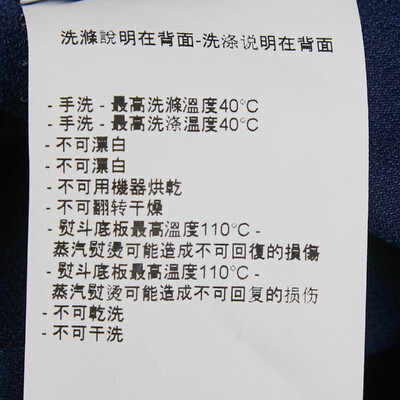 洗滌說明在背面-洗涤说明在背面
- 手洗 - 最高洗滌溫度40°C
- 手洗 - 最高洗涤温度40°C
- 不可漂白
- 不可漂白
- 不可用機器烘乾
- 不可翻转干燥
- 熨斗底板最高溫度110°C -
蒸汽熨燙可能造成不可回復的損傷
- 熨斗底板最高温度110°C -
蒸汽熨烫可能造成不可回复的损伤
- 不可乾洗
- 不可干洗